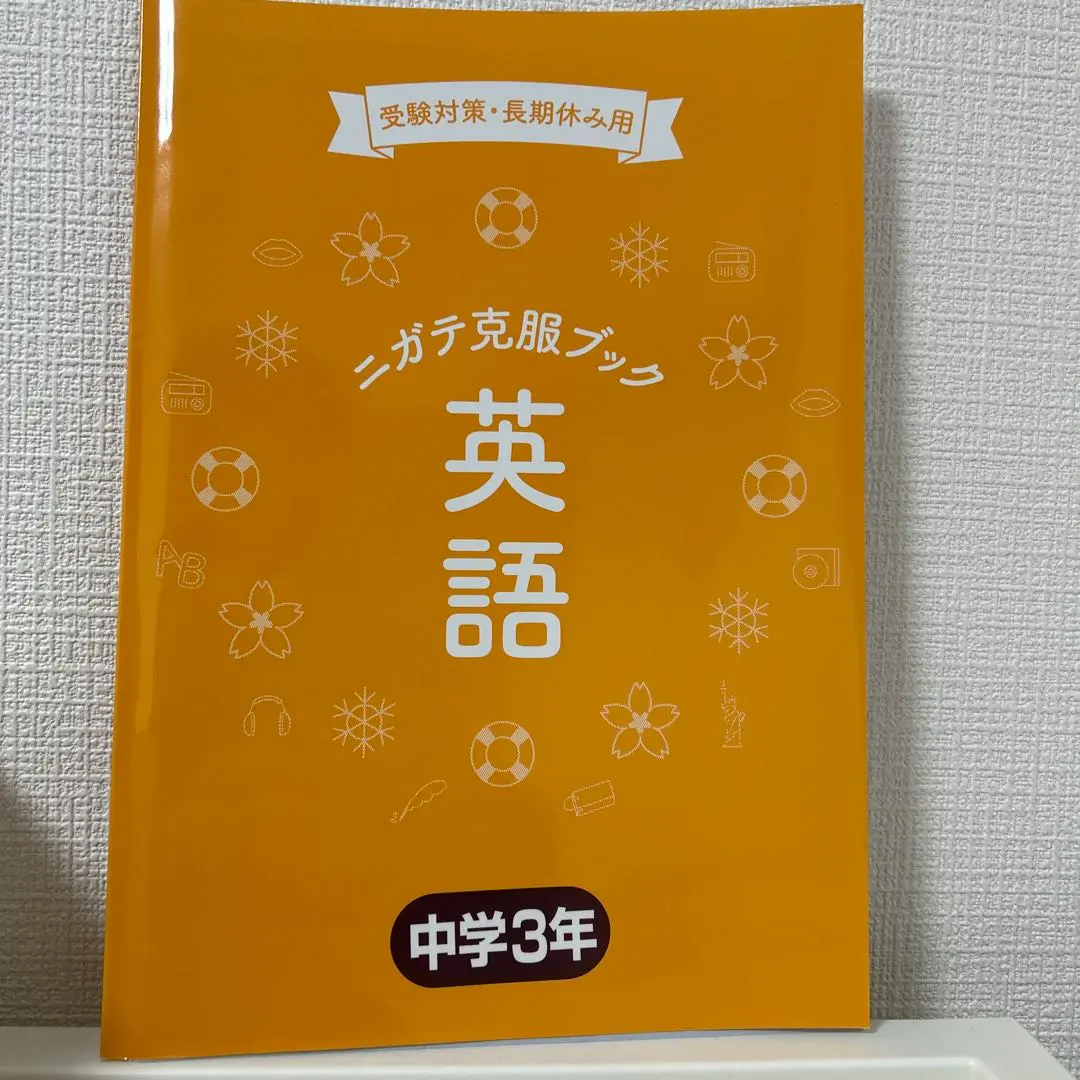 受験対策・長期休み用
ニガテ克服ブック
英語
AB
中学3年